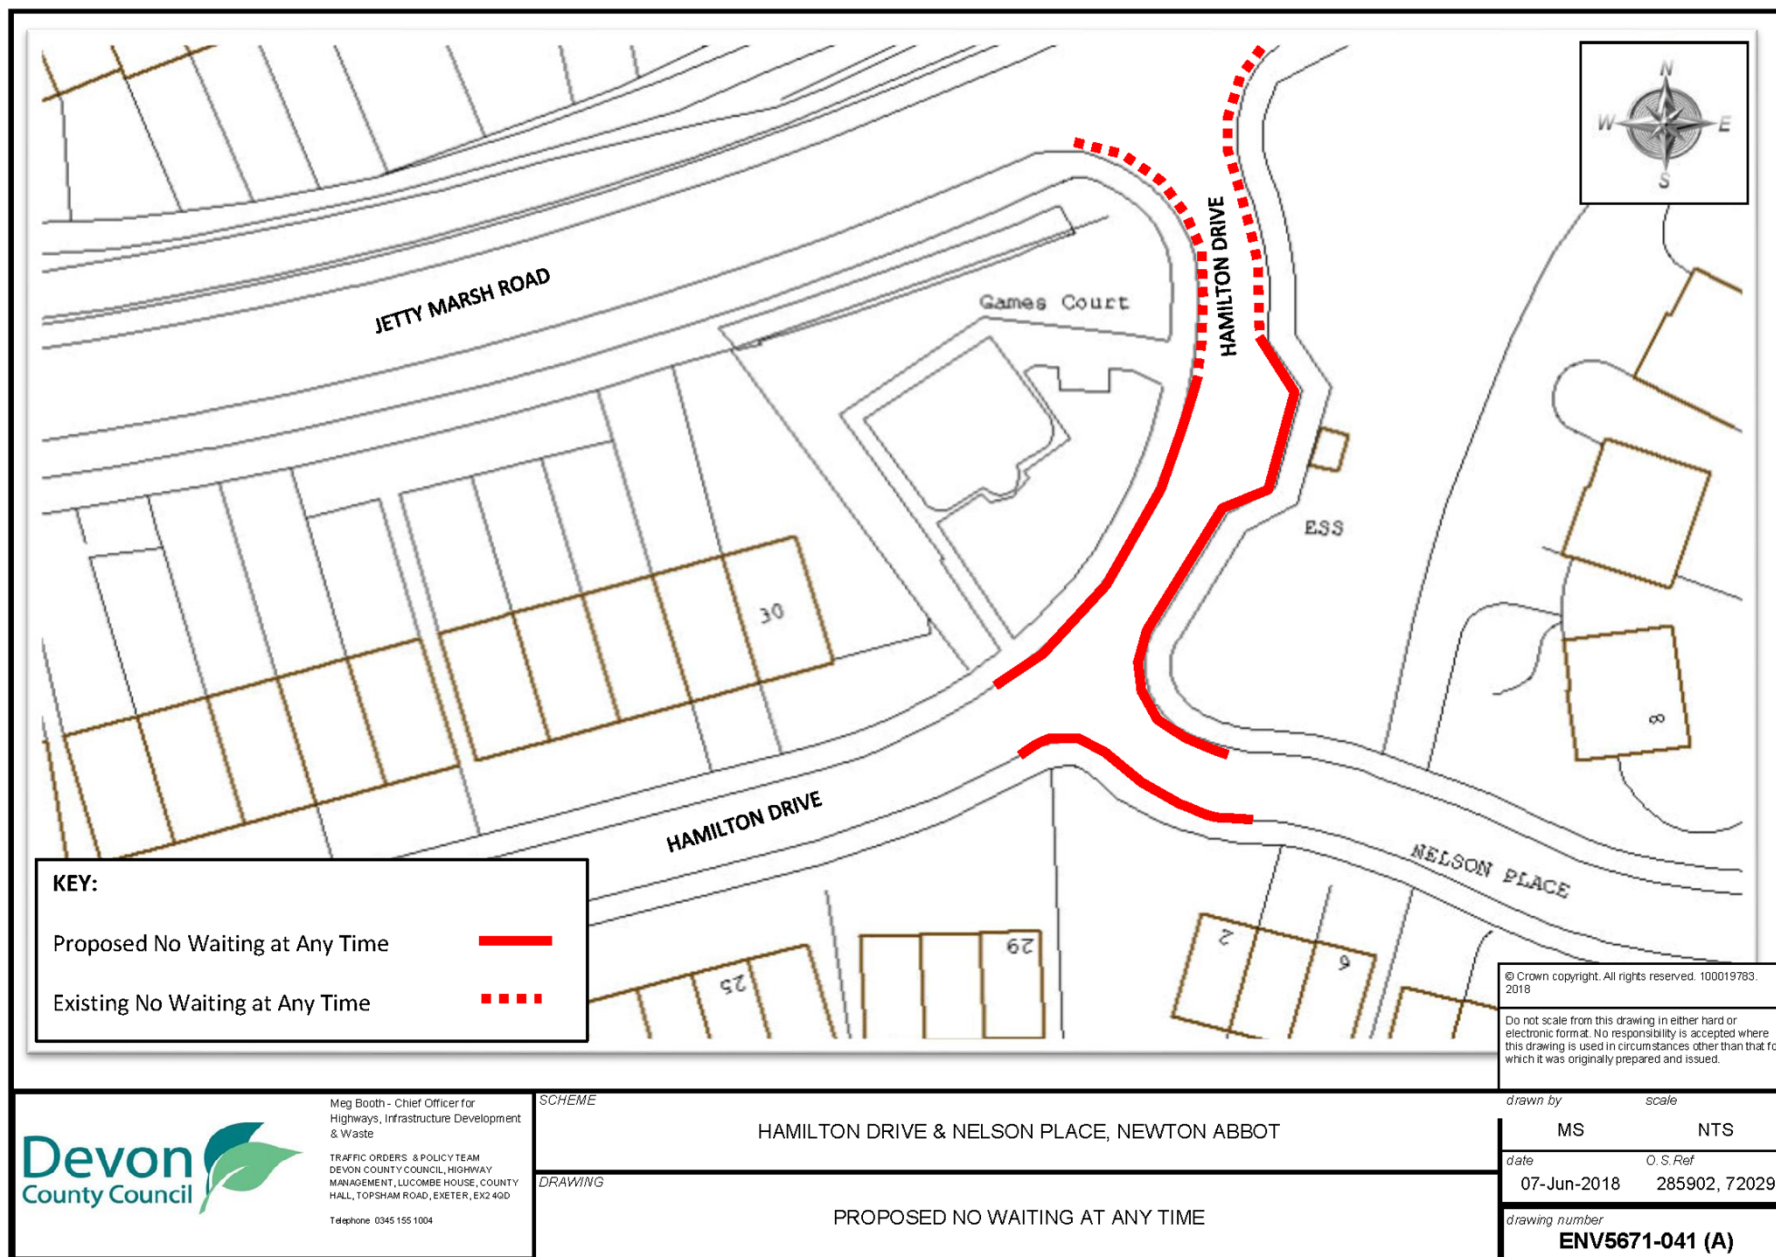 N
W
E
S
HAMILTON DRIVE
JETTY MARSH ROAD
Games Court
ESS
30
8
HAMILTON DRIVE
NELSON PLACE
25
29
2
6
KEY:
Proposed No Waiting at Any Time
Existing No Waiting at Any Time
© Crown copyright. All rights reserved. 100019783.
2018
Do not scale from this drawing in either hard or
electronic format. No responsibility is accepted where
this drawing is used in circumstances other than that fo
which it was originally prepared and issued.
Devon
County Council
Meg Booth - Chief Officer for
Highways, Infrastructure Development
& Waste
TRAFFIC ORDERS & POLICY TEAM
DEVON COUNTY COUNCIL, HIGHWAY
MANAGEMENT, LUCOMBE HOUSE, COUNTY
HALL, TOPSHAM ROAD, EXETER, EX2 4QD
Telephone 0345 155 1004
SCHEME
HAMILTON DRIVE & NELSON PLACE, NEWTON ABBOT
DRAWING
PROPOSED NO WAITING AT ANY TIME
drawn by scale
MS NTS
date O.S.Ref
07-Jun-2018 285902, 72029
drawing number
ENV5671-041 (A)